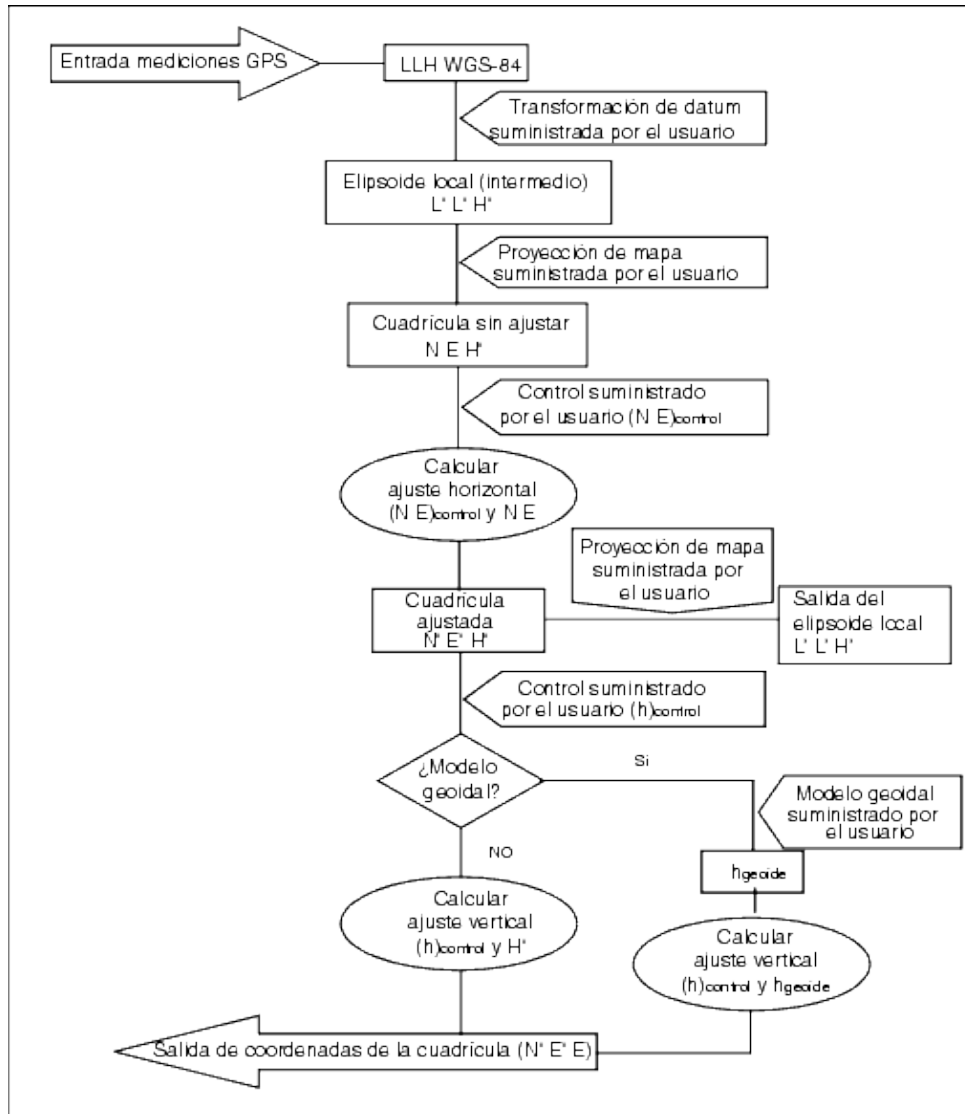 Entrada mediciones GPS
LLH WGS-84
Transformación de datum
suministrada por el usuario
Elipsoide local (intermedio)
L' L' H'
Proyección de mapa
suministrada por el usuario
Cuadrícula sin ajustar
N E H'
Control suministrado
por el usuario (N E)control
Calcular
ajuste horizontal
(N E)control y N E
Proyección de mapa
suministrada por
el usuario
Cuadrícula
ajustada
N' E' H'
Salida del
elipsoide local
L' L' H'
Control suministrado
por el usuario (h)control
¿Modelo
geoidal?
Si
Modelo geoidal
suministrado por
el usuario
NO
hgeoide
Calcular
ajuste vertical
(h)control y H'
Calcular
ajuste vertical
(h)control y hgeoide
Salida de coordenadas de la cuadrícula (N' E' E)